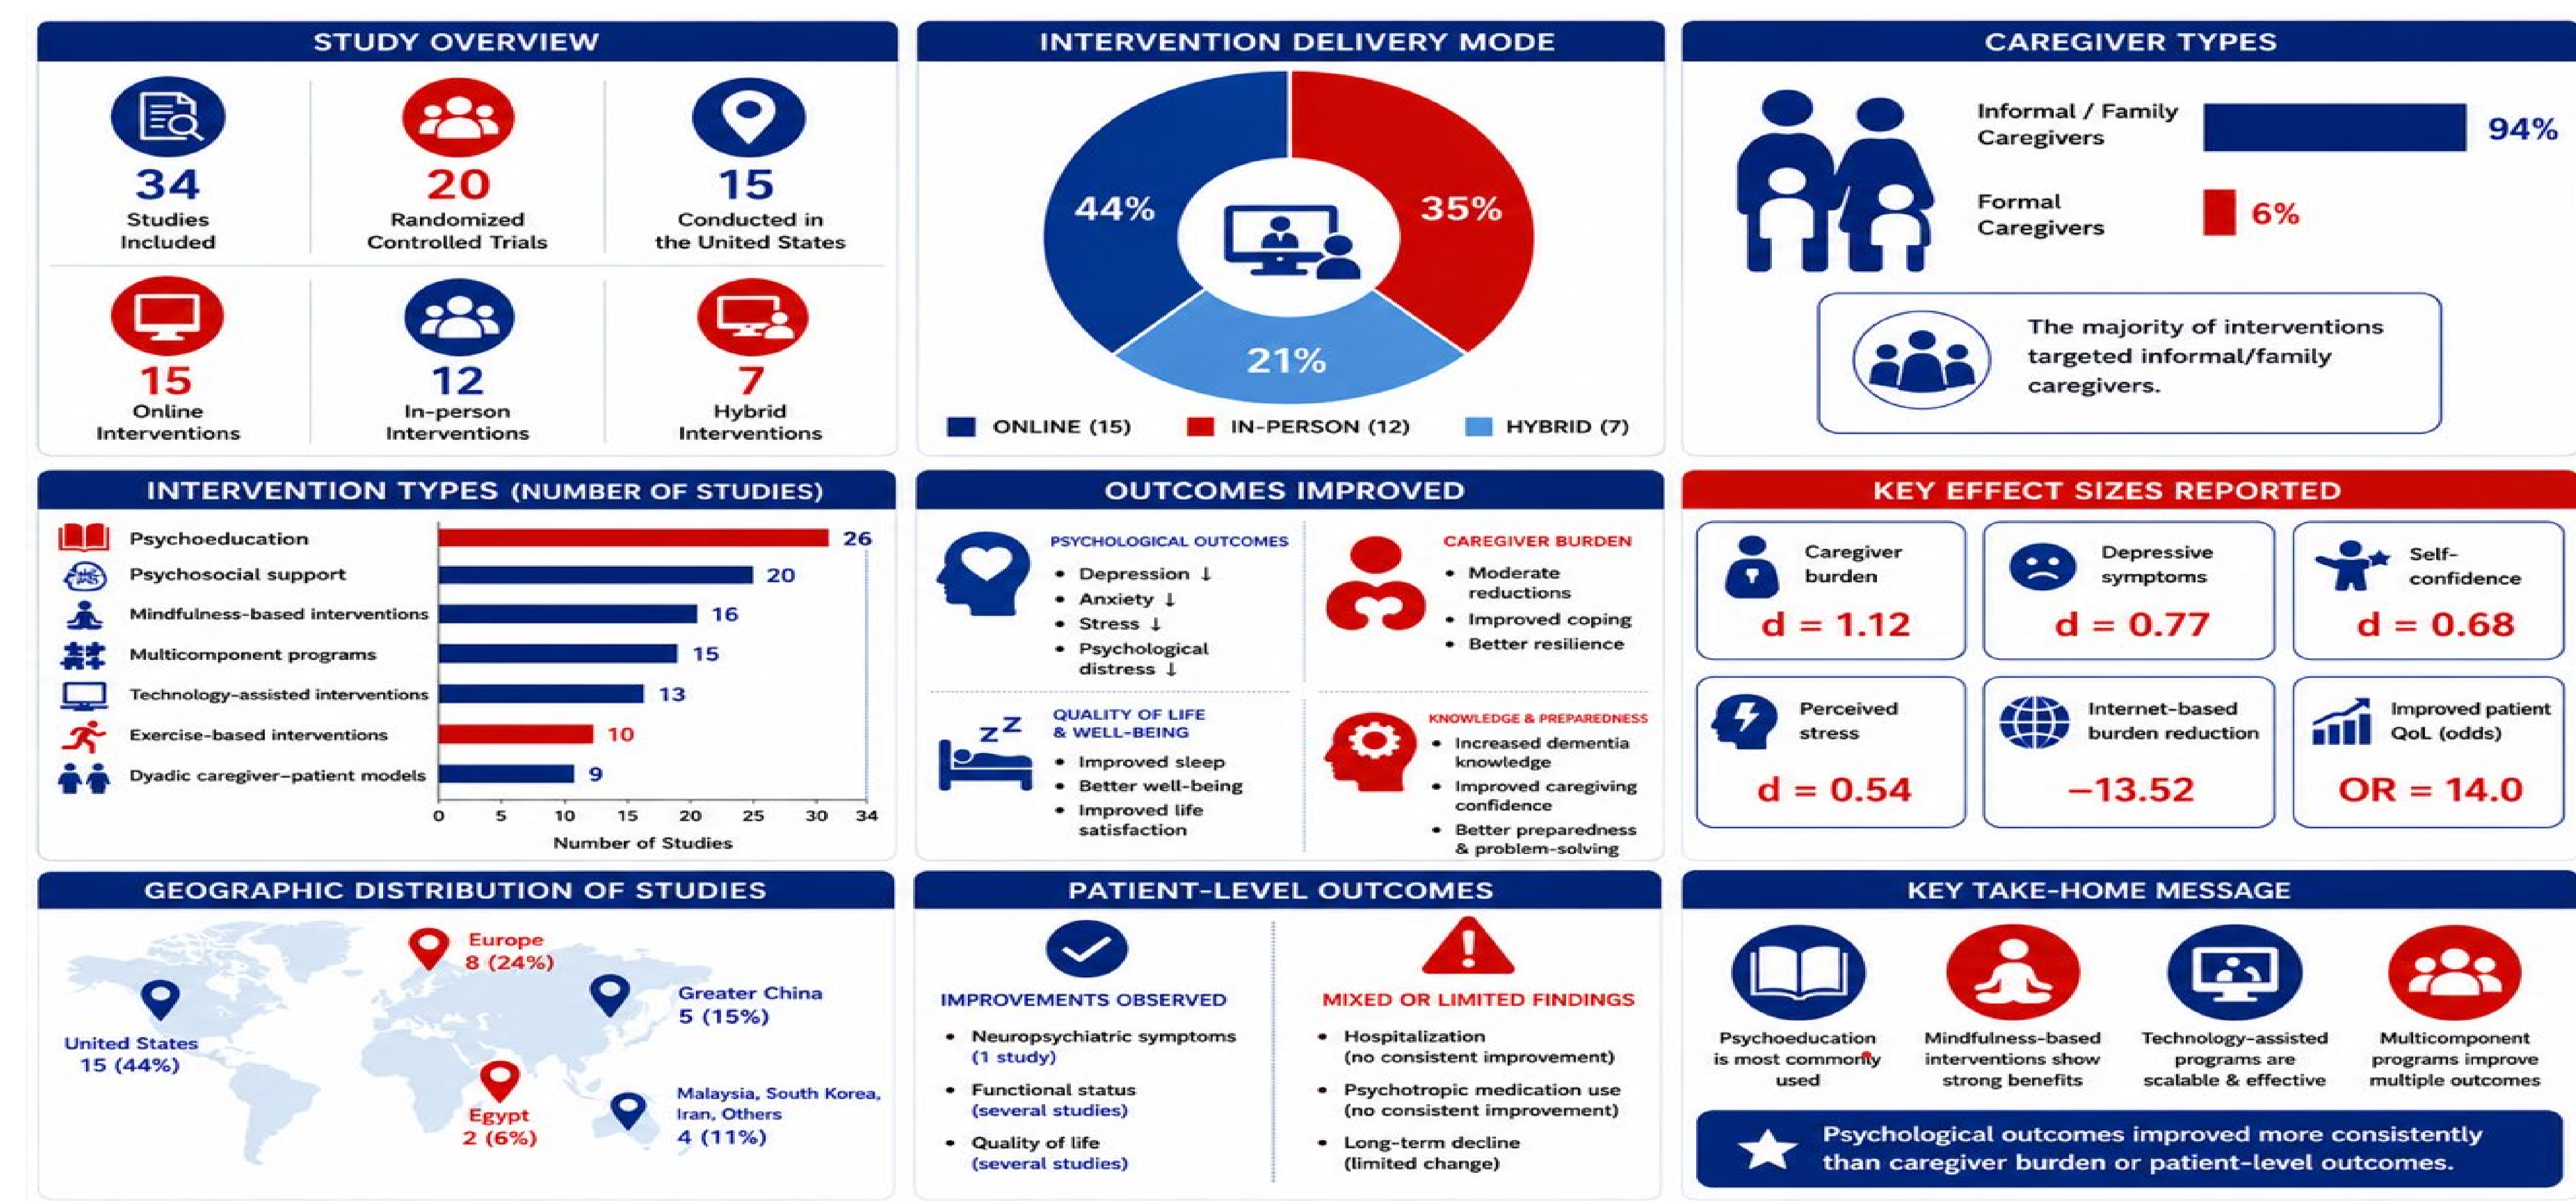 STUDY OVERVIEW
34
Studies
Included
20
Randomized
Controlled Trials
15
Conducted in
the United States
15
Online
Interventions
12
In-person
Interventions
7
Hybrid
Interventions
INTERVENTION DELIVERY MODE
44%
35%
21%
ONLINE (15)
IN-PERSON (12)
HYBRID (7)
CAREGIVER TYPES
Informal / Family
Caregivers
94%
Formal
Caregivers
6%
The majority of interventions
targeted informal/family
caregivers.
INTERVENTION TYPES (NUMBER OF STUDIES)
Psychoeducation 26
Psychosocial support 20
Mindfulness-based interventions 16
Multicomponent programs 15
Technology-assisted interventions 13
Exercise-based interventions 10
Dyadic caregiver–patient models 9
0 5 10 15 20 25 30 34
Number of Studies
OUTCOMES IMPROVED
PSYCHOLOGICAL OUTCOMES
• Depression ↓
• Anxiety ↓
• Stress ↓
• Psychological
distress ↓
CAREGIVER BURDEN
• Moderate
reductions
• Improved coping
• Better resilience
zZ
QUALITY OF LIFE
& WELL-BEING
• Improved sleep
• Better well-being
• Improved life
satisfaction
KNOWLEDGE & PREPAREDNESS
• Increased dementia
knowledge
• Improved caregiving
confidence
• Better preparedness
& problem-solving
KEY EFFECT SIZES REPORTED
Caregiver
burden
d = 1.12
Depressive
symptoms
d = 0.77
Self-
confidence
d = 0.68
Perceived
stress
d = 0.54
Internet-based
burden reduction
−13.52
Improved patient
QoL (odds)
OR = 14.0
GEOGRAPHIC DISTRIBUTION OF STUDIES
Europe
8 (24%)
Greater China
5 (15%)
United States
15 (44%)
Egypt
2 (6%)
Malaysia, South Korea,
Iran, Others
4 (11%)
PATIENT-LEVEL OUTCOMES
IMPROVEMENTS OBSERVED
• Neuropsychiatric symptoms
(1 study)
• Functional status
(several studies)
• Quality of life
(several studies)
!
MIXED OR LIMITED FINDINGS
• Hospitalization
(no consistent improvement)
• Psychotropic medication use
(no consistent improvement)
• Long-term decline
(limited change)
KEY TAKE-HOME MESSAGE
Psychoeducation
is most commonly
used
Mindfulness-based
interventions show
strong benefits
Technology-assisted
programs are
scalable & effective
Multicomponent
programs improve
multiple outcomes
Psychological outcomes improved more consistently
than caregiver burden or patient-level outcomes.